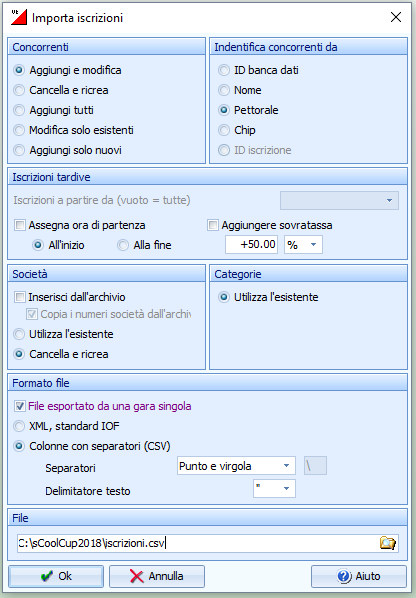 Importa iscrizioni
Concorrenti
Aggiungi e modifica
Cancella e ricrea
Aggiungi tutti
Modifica solo esistenti
Aggiungi solo nuovi
Indentifica concorrenti da
ID banca dati
Nome
Pettorale
Chip
ID iscrizione
Iscrizioni tardive
Iscrizioni a partire da (vuoto = tutte)
Assegna ora di partenza
Aggiungere sovratassa
All'inizio
Alla fine
+50.00
%
Società
Inserisci dall'archivio
Copia i numeri società dall'archiv
Utilizza l'esistente
Cancella e ricrea
Categorie
Utilizza l'esistente
Formato file
File esportato da una gara singola
XML, standard IOF
Colonne con separatori (CSV)
Separatori
Punto e virgola
\
Delimitatore testo
"
File
C:\sCoolCup2018\iscrizioni.csv
Ok
Annulla
Aiuto